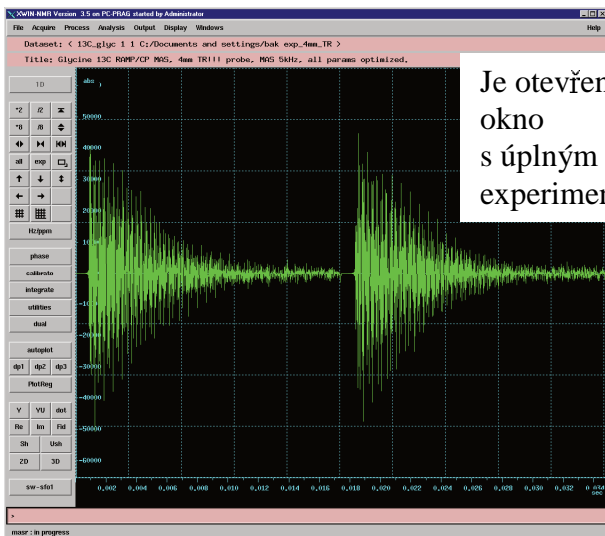 XWIN-NMR Version 3.5 on PC-PRAG started by Administrator
File Acquire Process Analysis Output Display Windows Help
Dataset: < 13C_glyc 1 1 C:/Documents and settings/bak exp_4mm_TR >
Title: Glycine 13C RAMP/CP MAS, 4mm TR!!! probe, MAS 5kHz, all params optimized.
Je otevřen
okno
s úplným
experimen
1D
*2 /2
*8 /8
all exp
Hz/ppm
phase
calibrate
integrate
utilities
dual
autoplot
dp1 dp2 dp3
PlotReg
Y YU dot
Re Im Fid
Sh Ush
2D 3D
sw-sfo1
abs
50000
40000
30000
20000
-20000
-30000
-40000
-50000
-60000
0,002 0,004 0,006 0,008 0,010 0,012 0,014 0,016 0,018 0,020 0,022 0,024 0,026 0,028 0,030 0,032
sec
>
masr : in progress